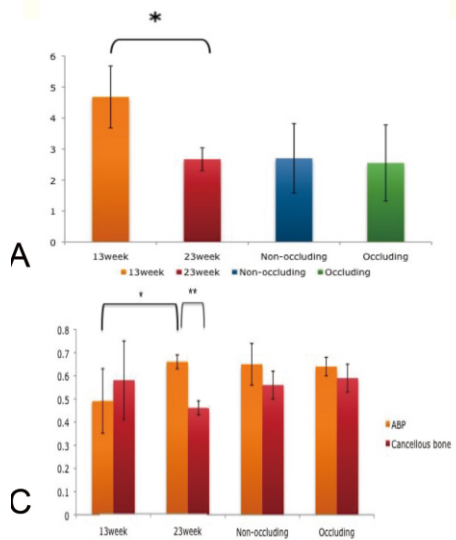 *
6
5
4
3
2
1
0
13week 23week Non-occluding Occluding
A
13week 23week Non-occluding Occluding
* **
0.8
0.7
0.6
0.5
0.4
0.3
0.2
0.1
0
ABP
Cancellous bone
C
13week 23week Non-occluding Occluding